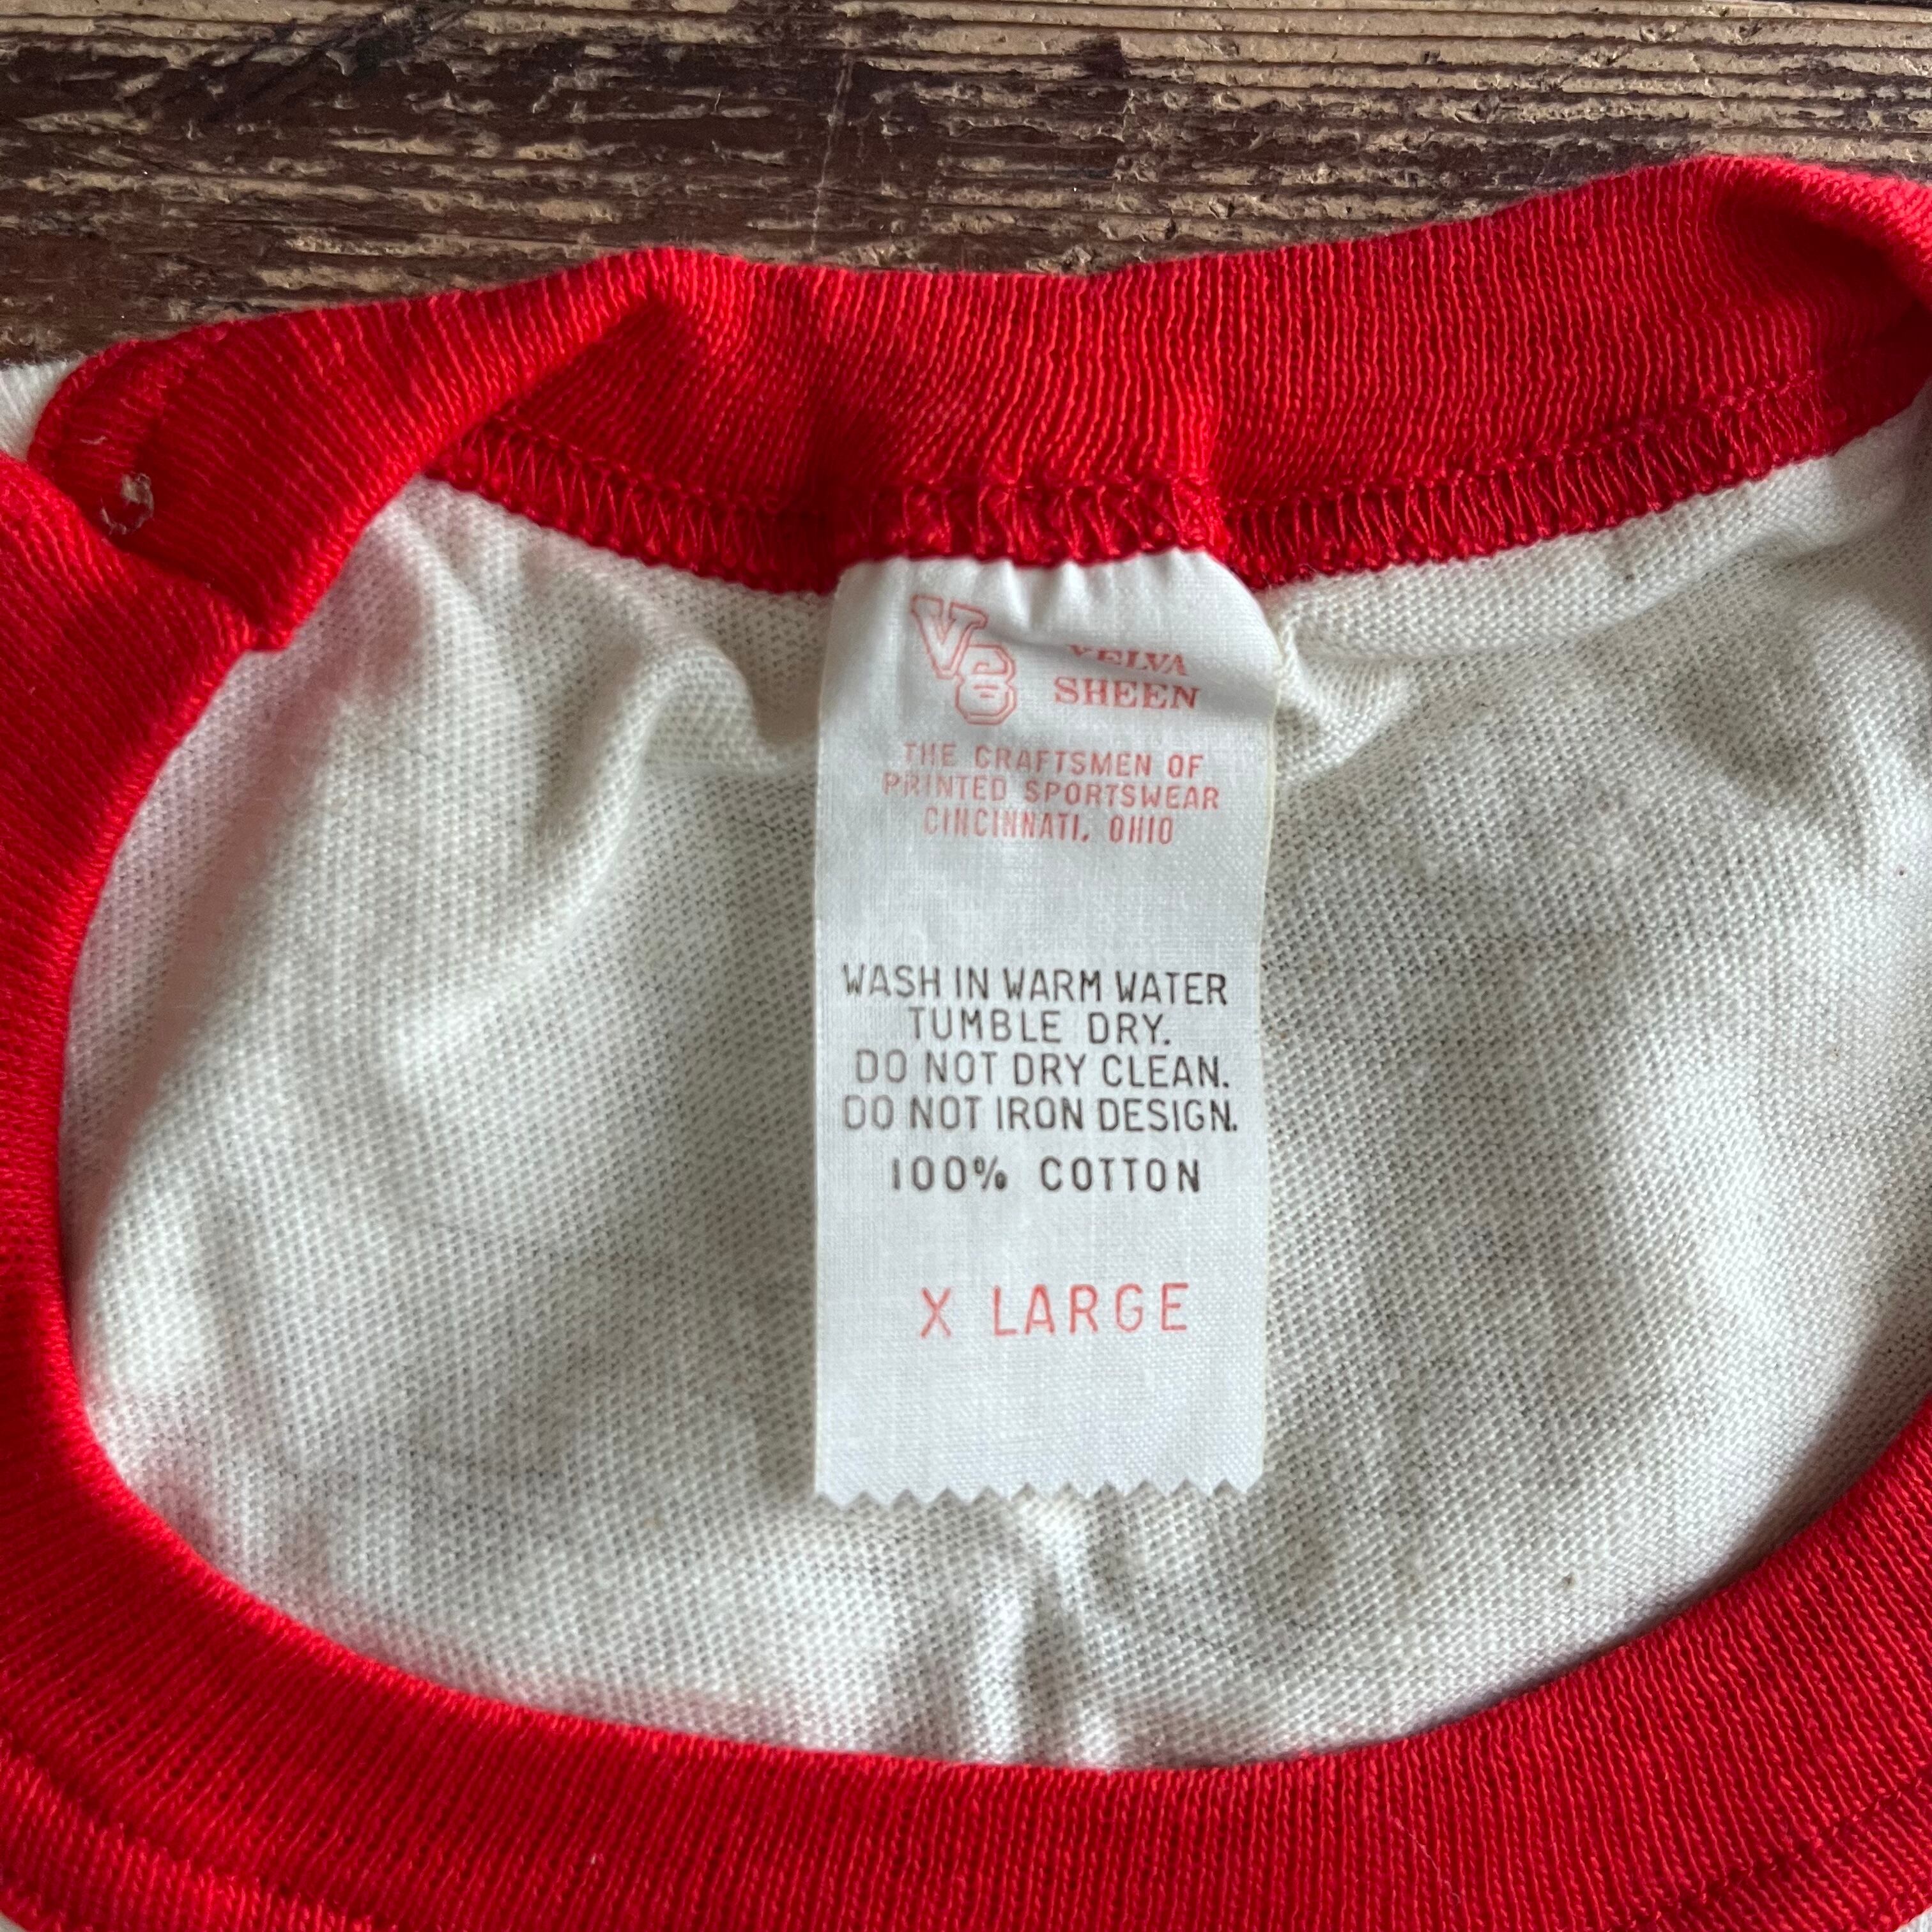 VS VELVA
SHEEN
THE CRAFTSMEN OF
PRINTED SPORTSWEAR
CINCINNATI, OHIO
WASH IN WARM WATER
TUMBLE DRY.
DO NOT DRY CLEAN.
DO NOT IRON DESIGN.
100% COTTON
X LARGE